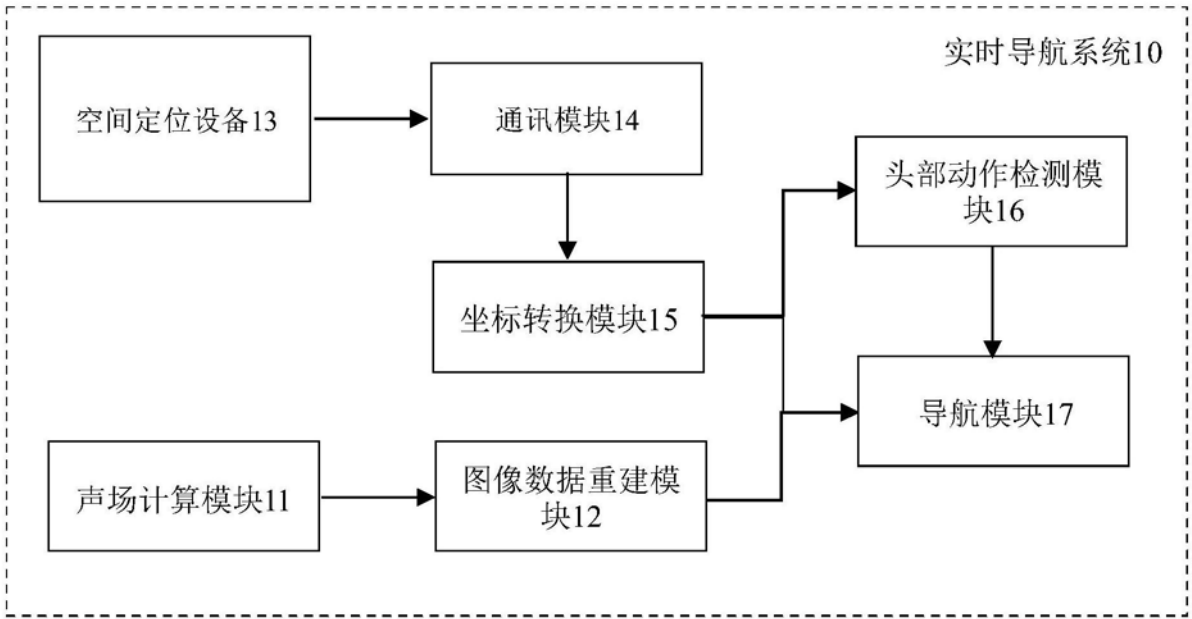 实时导航系统10
空间定位设备13
通讯模块14
头部动作检测模
块16
坐标转换模块15
导航模块17
声场计算模块11
图像数据重建模
块12